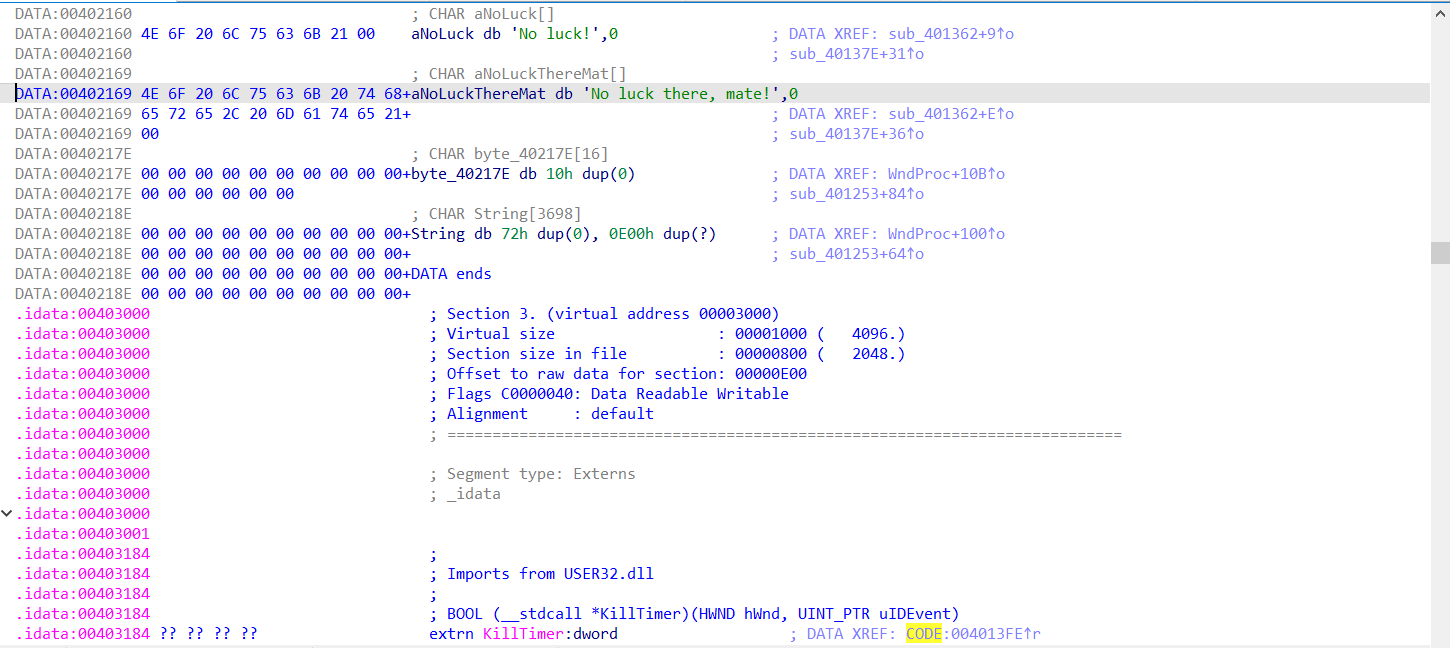 DATA:00402160 ; CHAR aNoLuck[]
DATA:00402160 4E 6F 20 6C 75 63 6B 21 00 aNoLuck db 'No luck!',0 ; DATA XREF: sub_401362+9↑o
DATA:00402160 ; sub_40137E+31↑o
DATA:00402169 ; CHAR aNoLuckThereMat[]
DATA:00402169 4E 6F 20 6C 75 63 6B 20 74 68+aNoLuckThereMat db 'No luck there, mate!',0
DATA:00402169 65 72 65 2C 20 6D 61 74 65 21+ ; DATA XREF: sub_401362+E↑o
DATA:00402169 00 ; sub_40137E+36↑o
DATA:0040217E ; CHAR byte_40217E[16]
DATA:0040217E 00 00 00 00 00 00 00 00 00 00+byte_40217E db 10h dup(0) ; DATA XREF: WndProc+10B↑o
DATA:0040217E 00 00 00 00 00 00 ; sub_401253+84↑o
DATA:0040218E ; CHAR String[3698]
DATA:0040218E 00 00 00 00 00 00 00 00 00 00+String db 72h dup(0), 0E00h dup(?) ; DATA XREF: WndProc+100↑o
DATA:0040218E 00 00 00 00 00 00 00 00 00 00+ ; sub_401253+64↑o
DATA:0040218E 00 00 00 00 00 00 00 00 00 00+DATA ends
DATA:0040218E 00 00 00 00 00 00 00 00 00 00+
.idata:00403000 ; Section 3. (virtual address 00003000)
.idata:00403000 ; Virtual size : 00001000 ( 4096.)
.idata:00403000 ; Section size in file : 00000800 ( 2048.)
.idata:00403000 ; Offset to raw data for section: 00000E00
.idata:00403000 ; Flags C0000040: Data Readable Writable
.idata:00403000 ; Alignment : default
.idata:00403000 ; ===========================================================================
.idata:00403000
.idata:00403000 ; Segment type: Externs
.idata:00403000 ; _idata
.idata:00403000
.idata:00403001
.idata:00403184 ;
.idata:00403184 ; Imports from USER32.dll
.idata:00403184 ;
.idata:00403184 ; BOOL (__stdcall *KillTimer)(HWND hWnd, UINT_PTR uIDEvent)
.idata:00403184 ?? ?? ?? ?? extrn KillTimer:dword ; DATA XREF: CODE:004013FE↑r